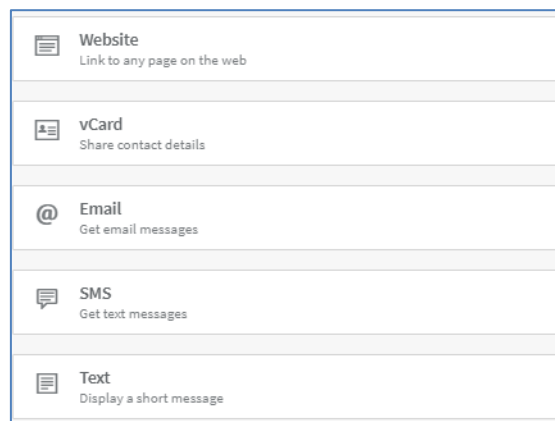 Website
Link to any page on the web
vCard
Share contact details
@ Email
Get email messages
SMS
Get text messages
Text
Display a short message